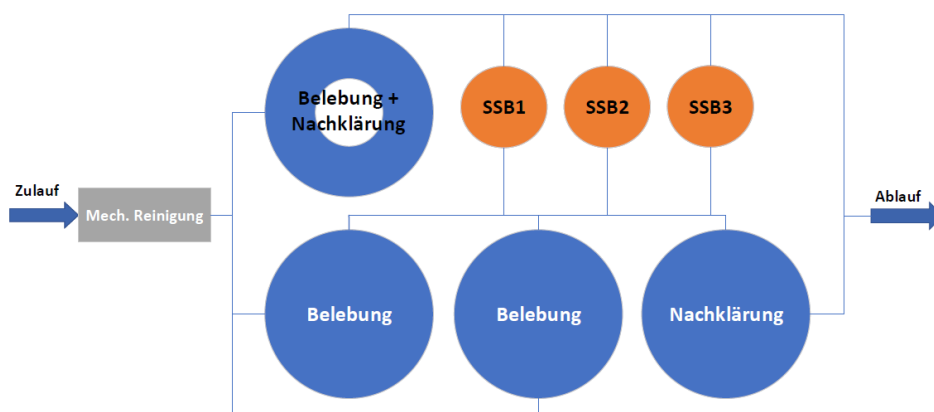 Belebung +
Nachklärung
SSB1
SSB2
SSB3
Zulauf
Mech. Reinigung
Ablauf
Belebung
Belebung
Nachklärung